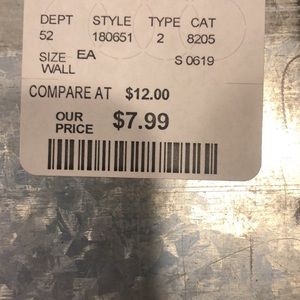 DEPT STYLE TYPE CAT
52 180651 2 8205
SIZE EA S 0619
WALL
COMPARE AT $12.00
OUR PRICE $7.99